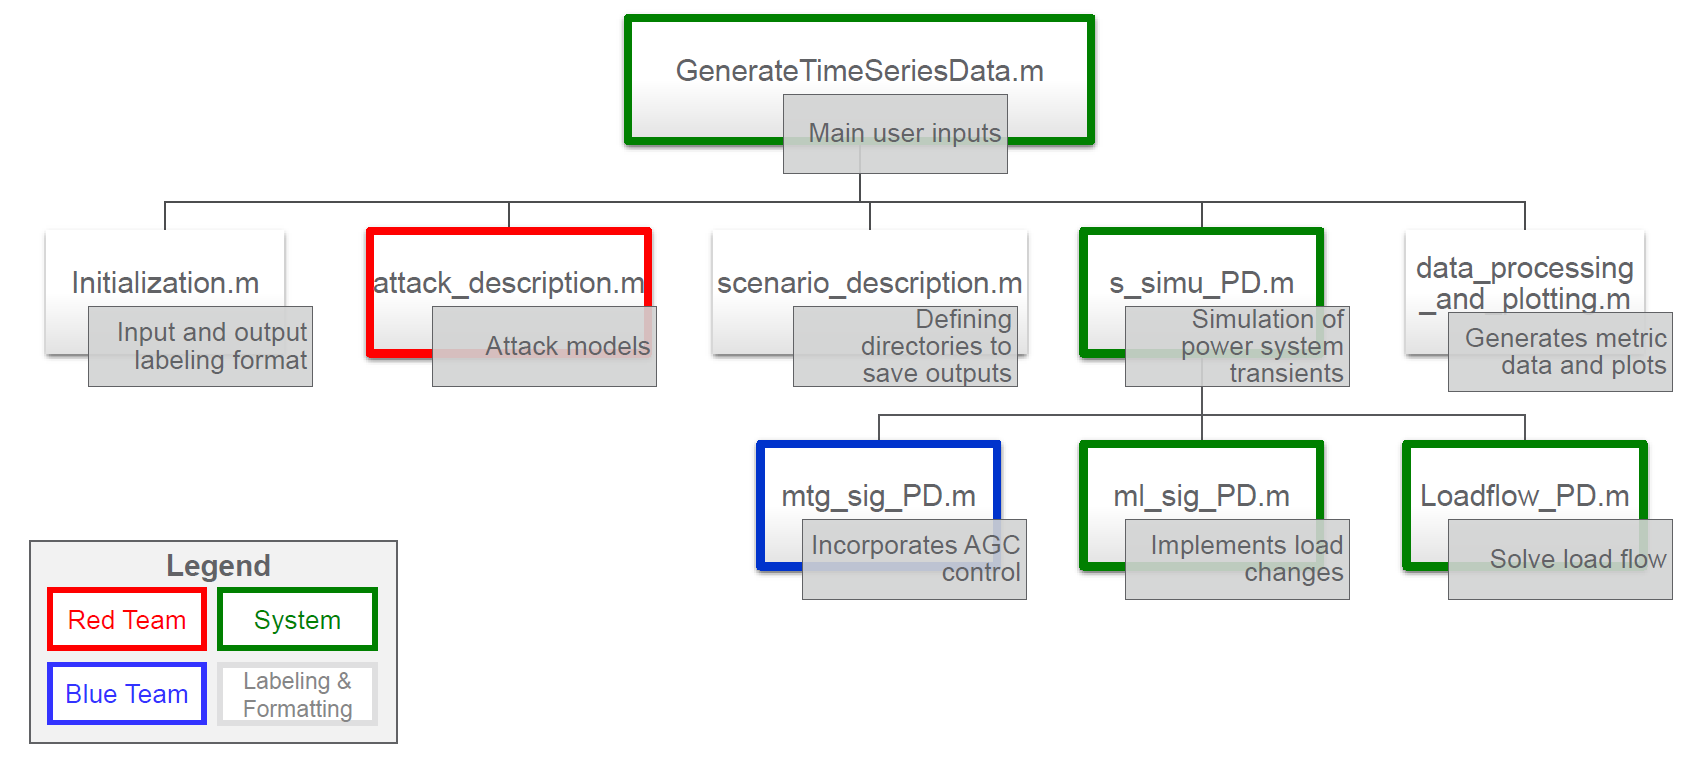 GenerateTimeSeriesData.m
Main user inputs
Initialization.m
Input and output
labeling format
attack_description.m
Attack models
scenario_description.m
Defining
directories to
save outputs
s_simu_PD.m
Simulation of
power system
transients
data_processing
_and_plotting.m
Generates metric
data and plots
mtg_sig_PD.m
Incorporates AGC
control
ml_sig_PD.m
Implements load
changes
Loadflow_PD.m
Solve load flow
Legend
Red Team
System
Blue Team
Labeling &
Formatting